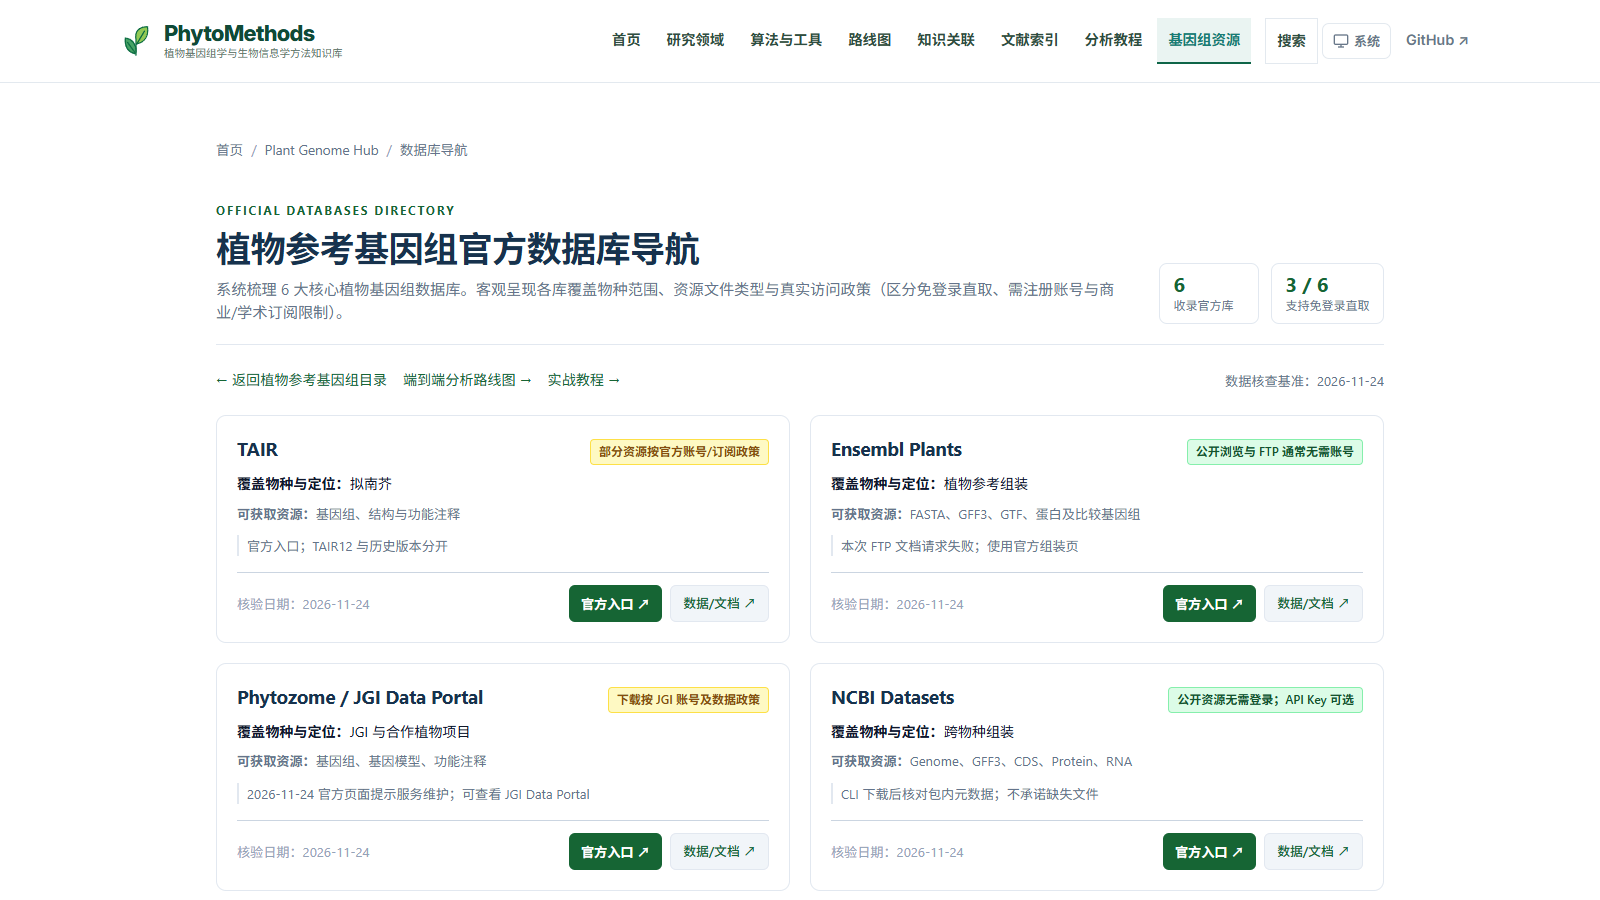 PhytoMethods
植物基因组学与生物信息学方法知识库
首页 研究领域 算法与工具 路线图 知识关联 文献索引 分析教程 基因组资源 搜索 系统 GitHub ↗
首页 / Plant Genome Hub / 数据库导航
OFFICIAL DATABASES DIRECTORY
植物参考基因组官方数据库导航
系统梳理 6 大核心植物基因组数据库。客观呈现各库覆盖物种范围、资源文件类型与真实访问政策（区分免登录直取、需注册账号与商
业/学术订阅限制）。
6
收录官方库
3 / 6
支持免登录直取
← 返回植物参考基因组目录 端到端分析路线图 → 实战教程 →
数据核查基准：2026-11-24
TAIR
部分资源按官方账号/订阅政策
覆盖物种与定位：拟南芥
可获取资源：基因组、结构与功能注释
官方入口；TAIR12 与历史版本分开
核验日期：2026-11-24
官方入口 ↗
数据/文档 ↗
Ensembl Plants
公开浏览与 FTP 通常无需账号
覆盖物种与定位：植物参考组装
可获取资源：FASTA、GFF3、GTF、蛋白及比较基因组
本次 FTP 文档请求失败；使用官方组装页
核验日期：2026-11-24
官方入口 ↗
数据/文档 ↗
Phytozome / JGI Data Portal
下载按 JGI 账号及数据政策
覆盖物种与定位：JGI 与合作植物项目
可获取资源：基因组、基因模型、功能注释
2026-11-24 官方页面提示服务维护；可查看 JGI Data Portal
核验日期：2026-11-24
官方入口 ↗
数据/文档 ↗
NCBI Datasets
公开资源无需登录；API Key 可选
覆盖物种与定位：跨物种组装
可获取资源：Genome、GFF3、CDS、Protein、RNA
CLI 下载后核对包内元数据；不承诺缺失文件
核验日期：2026-11-24
官方入口 ↗
数据/文档 ↗